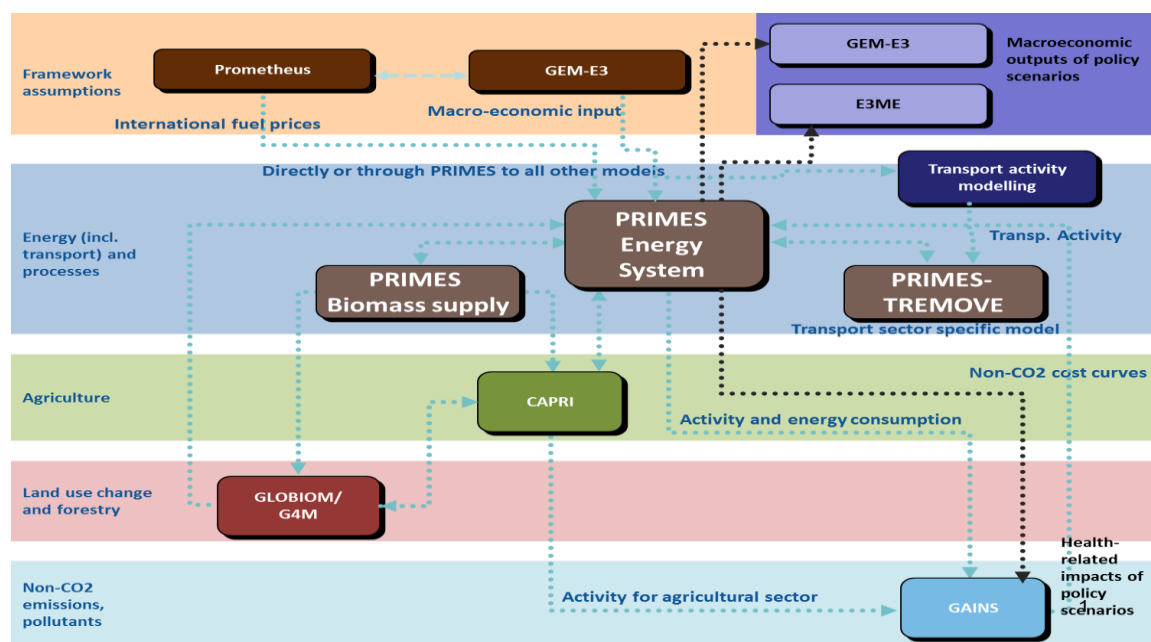 Framework
assumptions
Prometheus
GEM-E3
International fuel prices
Macro-economic input
GEM-E3
E3ME
Macroeconomic
outputs of policy
scenarios
Directly or through PRIMES to all other models
Transport activity
modelling
Energy (incl.
transport) and
processes
PRIMES
Energy
System
Transp. Activity
PRIMES
Biomass supply
PRIMES-
TREMOVE
Transport sector specific model
Agriculture
CAPRI
Non-CO2 cost curves
Activity and energy consumption
Land use change
and forestry
GLOBIOM/
G4M
Non-CO2
emissions,
pollutants
Activity for agricultural sector
GAINS
Health-
related
impacts of
policy
scenarios
1